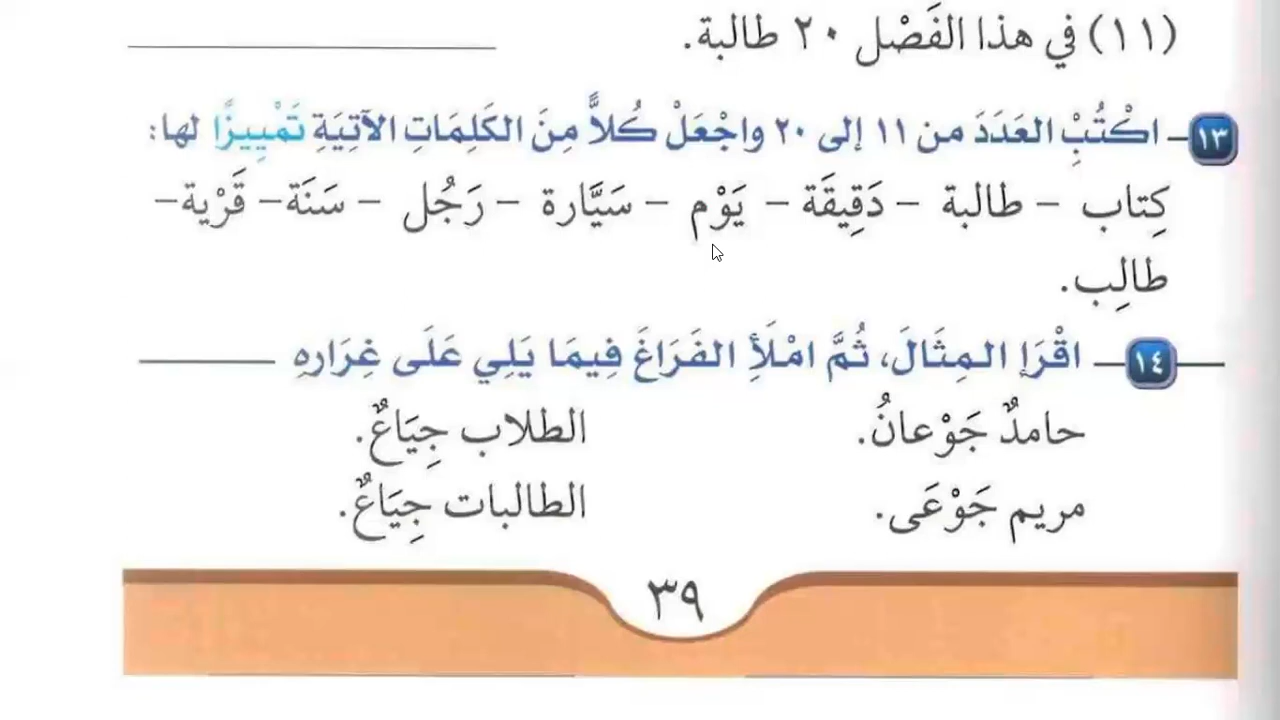 (١١) في هذا الفَصْل ٢٠ طالبة.
١٣ - اكْتُبْ العَدَدَ من ١١ إلى ٢٠ واجْعَلْ كُلاًّ مِنَ الكَلِمَاتِ الآتِيَةِ تَمْيِيزًا لها:
كِتاب – طالبة – دَقِيقَة – يَوْم – سَيَّارة – رَجُل – سَنَة – قَرْية –
طالِب.
١٤ - اقْرَإِ المِثَالَ، ثُمَّ امْلَأِ الفَرَاغَ فِيمَا يَلِي عَلَى غِرَارِهِ
حامدٌ جَوْعانُ. الطلاب جِيَاعٌ.
مريم جَوْعَى. الطالبات جِيَاعٌ.
٣٩